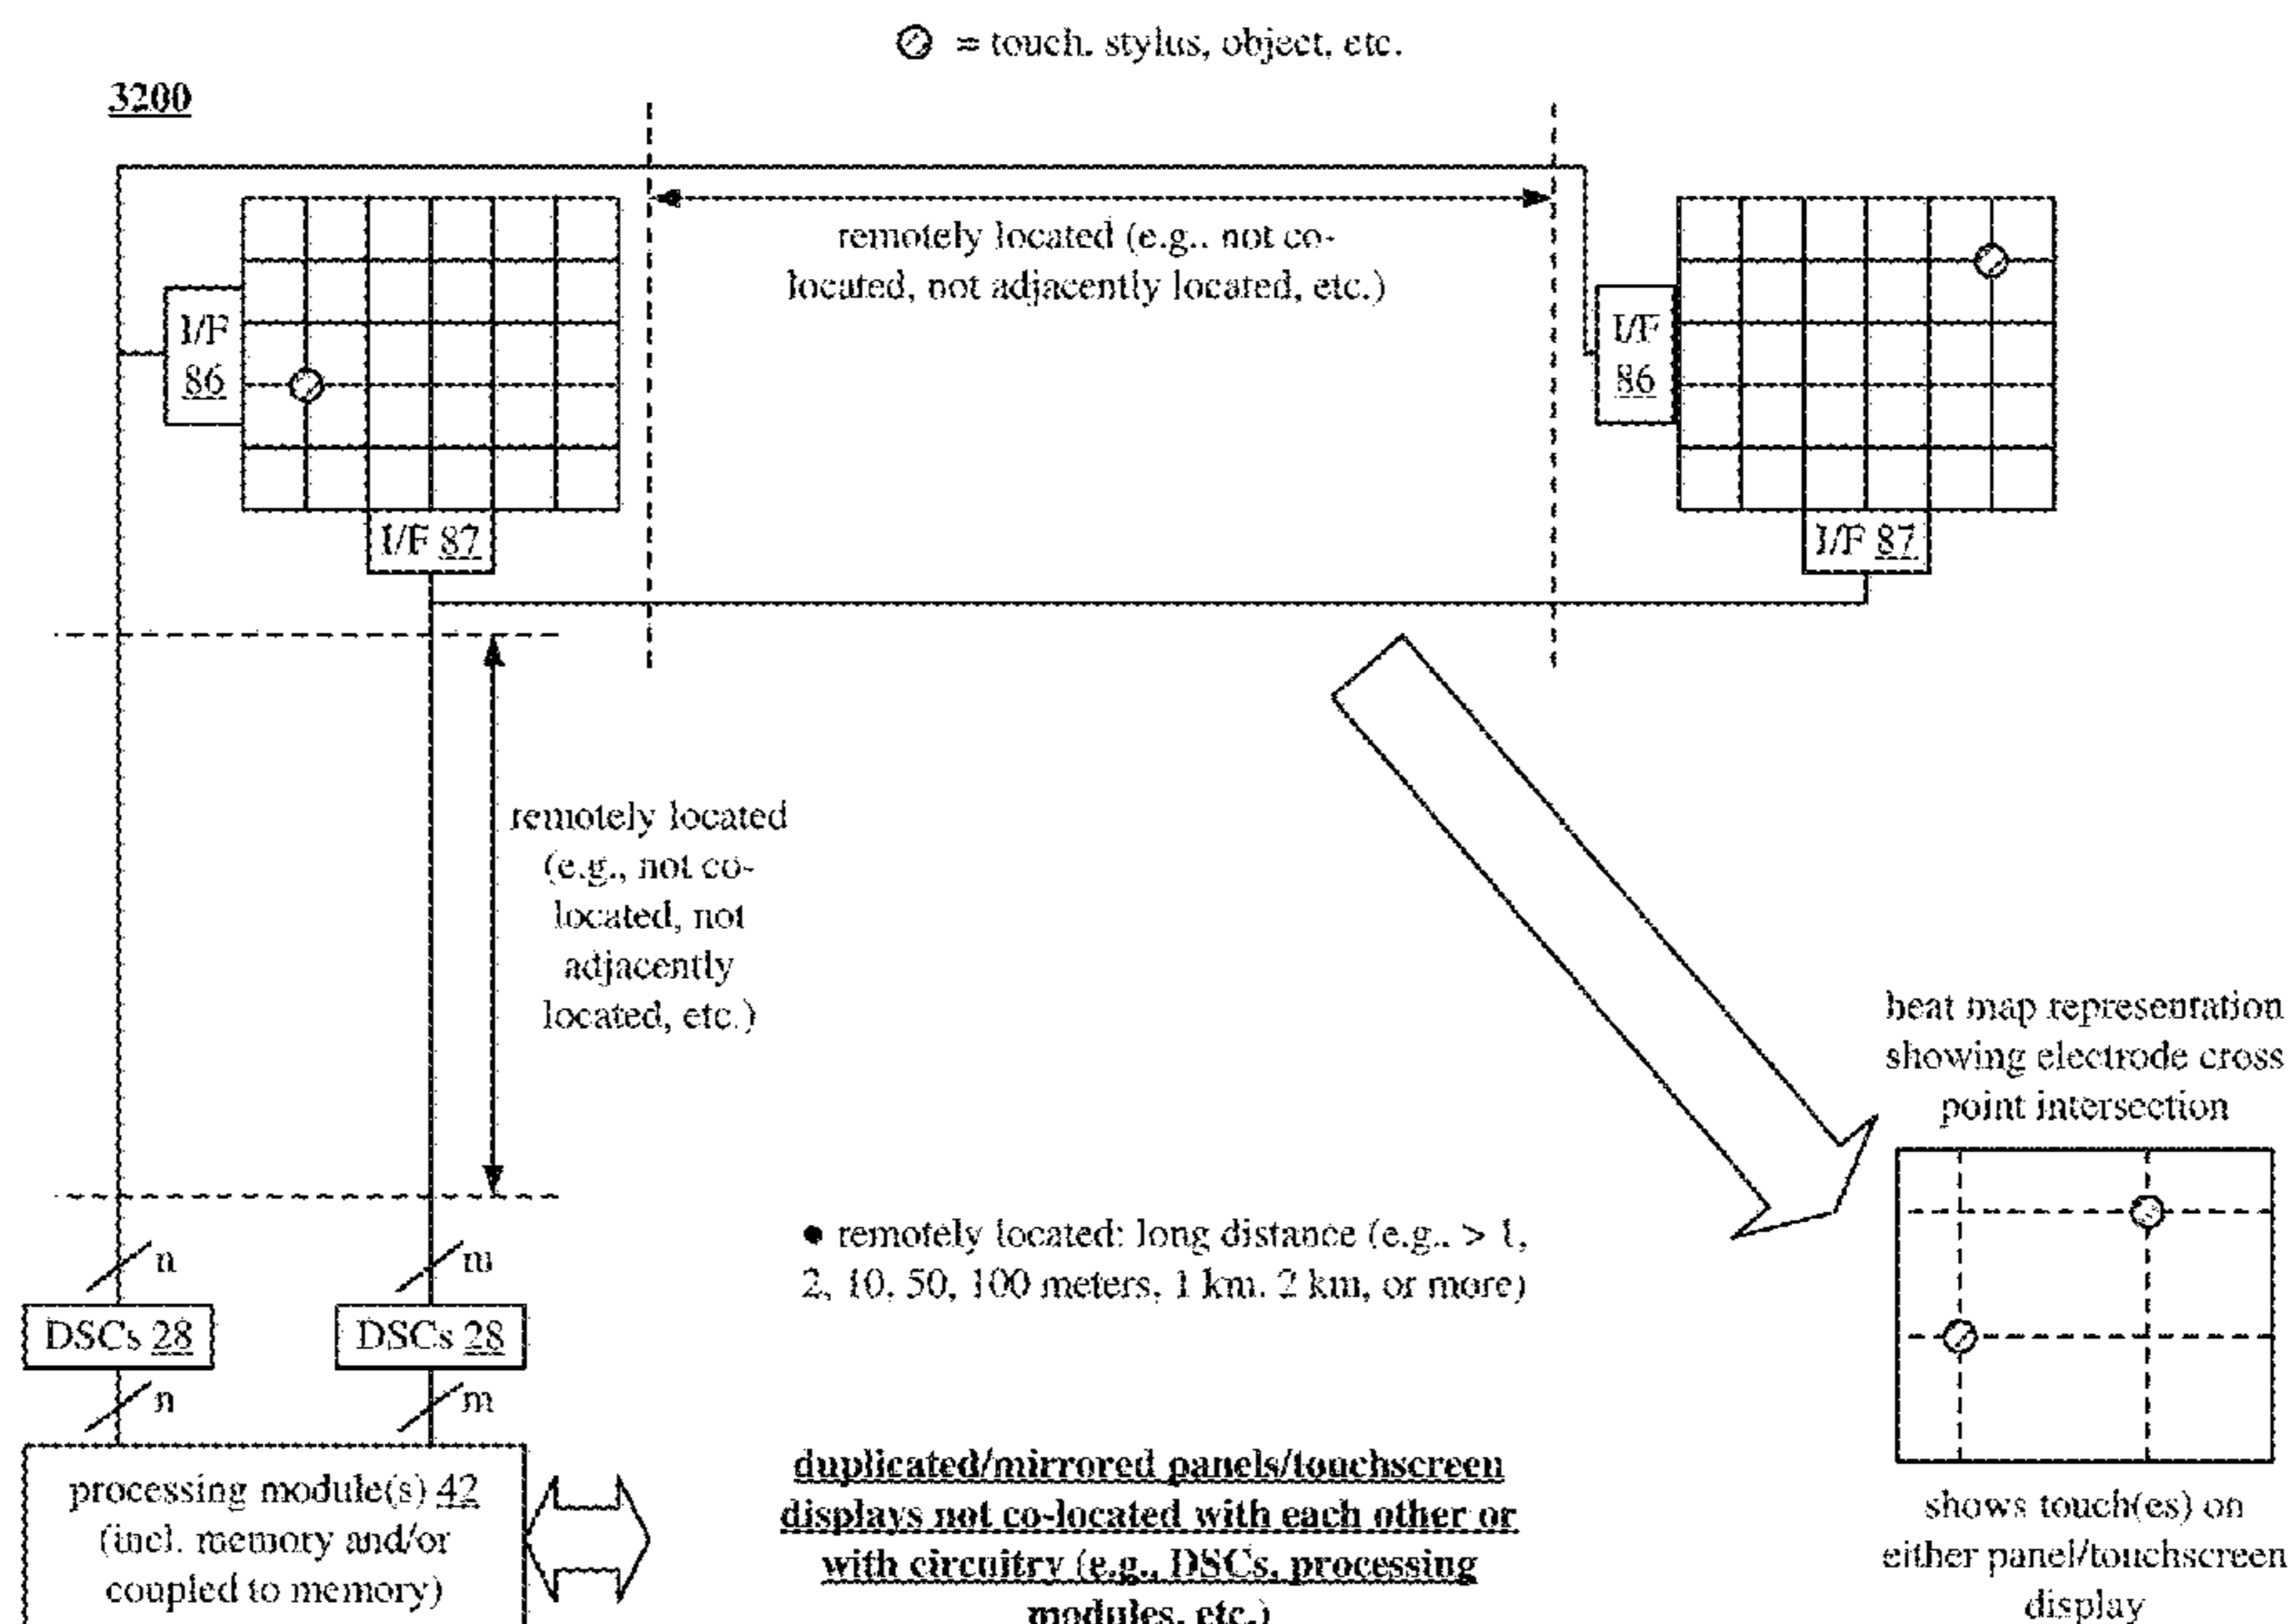 = touch, stylus, object, etc.
3200
remotely located (e.g., not co-
located, not adjacently located, etc.)
I/F
86
I/F
86
I/F 87
I/F 87
remotely located
(e.g., not co-
located, not
adjacently
located, etc.)
heat map representation
showing electrode cross
point intersection
● remotely located: long distance (e.g., > 1,
2, 10, 50, 100 meters, 1 km, 2 km, or more)
n
m
DSCs 28
DSCs 28
n
m
processing module(s) 42
(incl. memory and/or
coupled to memory)
duplicated/mirrored panels/touchscreen
displays not co-located with each other or
with circuitry (e.g., DSCs, processing
modules, etc.)
shows touch(es) on
either panel/touchscreen
display